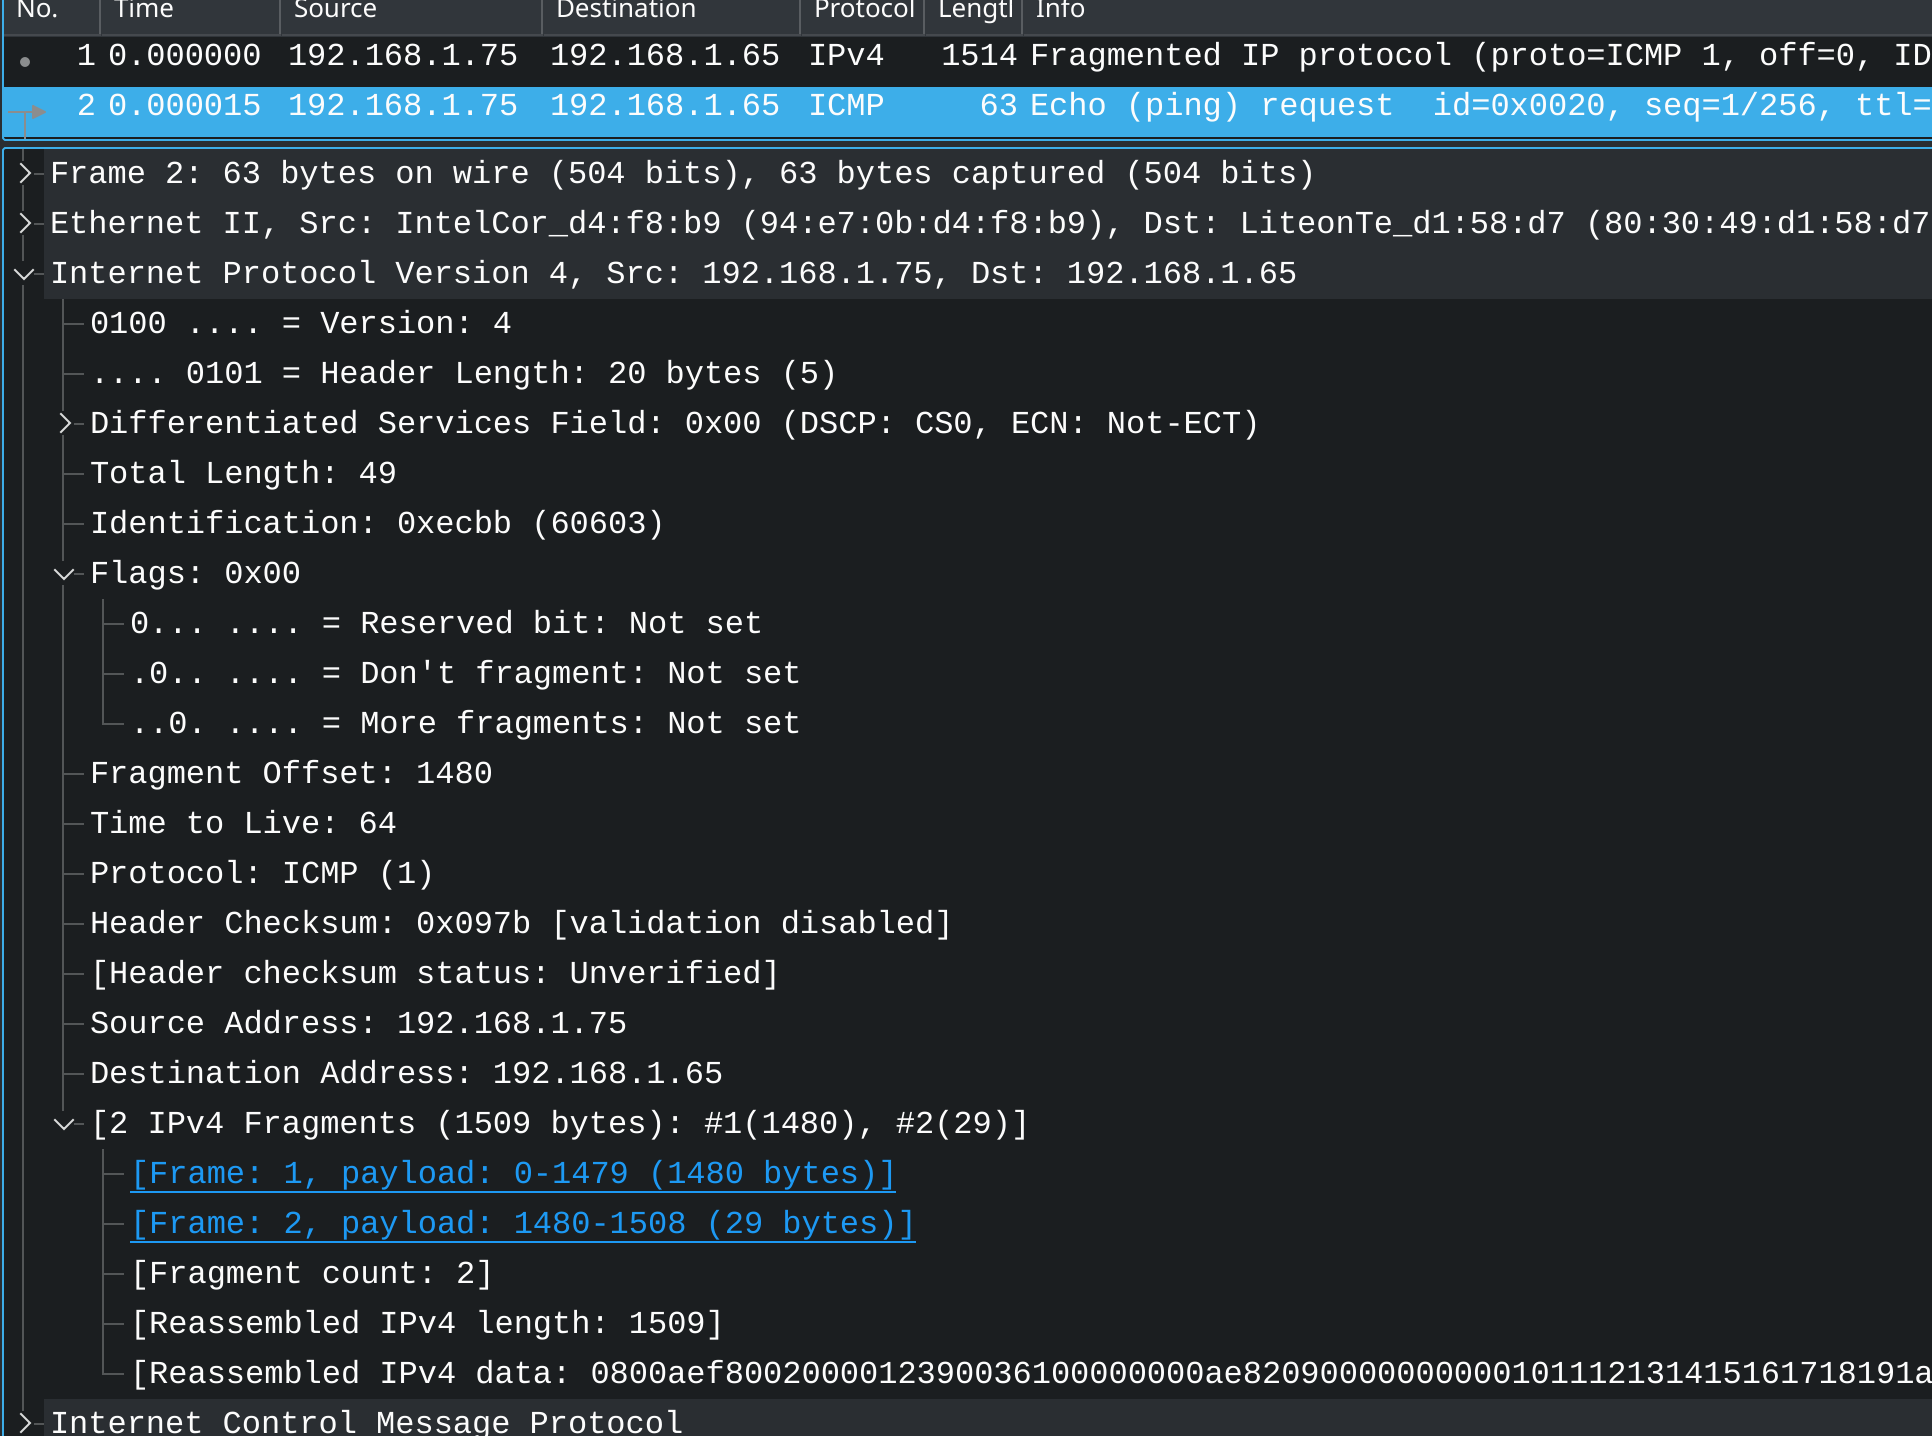 No. Time Source Destination Protocol Lengtl Info
1 0.000000 192.168.1.75 192.168.1.65 IPv4 1514 Fragmented IP protocol (proto=ICMP 1, off=0, ID
2 0.000015 192.168.1.75 192.168.1.65 ICMP 63 Echo (ping) request id=0x0020, seq=1/256, ttl=
Frame 2: 63 bytes on wire (504 bits), 63 bytes captured (504 bits)
Ethernet II, Src: IntelCor_d4:f8:b9 (94:e7:0b:d4:f8:b9), Dst: LiteonTe_d1:58:d7 (80:30:49:d1:58:d7
Internet Protocol Version 4, Src: 192.168.1.75, Dst: 192.168.1.65
0100 .... = Version: 4
.... 0101 = Header Length: 20 bytes (5)
Differentiated Services Field: 0x00 (DSCP: CS0, ECN: Not-ECT)
Total Length: 49
Identification: 0xecbb (60603)
Flags: 0x00
0... .... = Reserved bit: Not set
.0.. .... = Don't fragment: Not set
..0. .... = More fragments: Not set
Fragment Offset: 1480
Time to Live: 64
Protocol: ICMP (1)
Header Checksum: 0x097b [validation disabled]
[Header checksum status: Unverified]
Source Address: 192.168.1.75
Destination Address: 192.168.1.65
[2 IPv4 Fragments (1509 bytes): #1(1480), #2(29)]
[Frame: 1, payload: 0-1479 (1480 bytes)]
[Frame: 2, payload: 1480-1508 (29 bytes)]
[Fragment count: 2]
[Reassembled IPv4 length: 1509]
[Reassembled IPv4 data: 0800aef8002000012390036100000000ae82090000000000101112131415161718191a
Internet Control Message Protocol